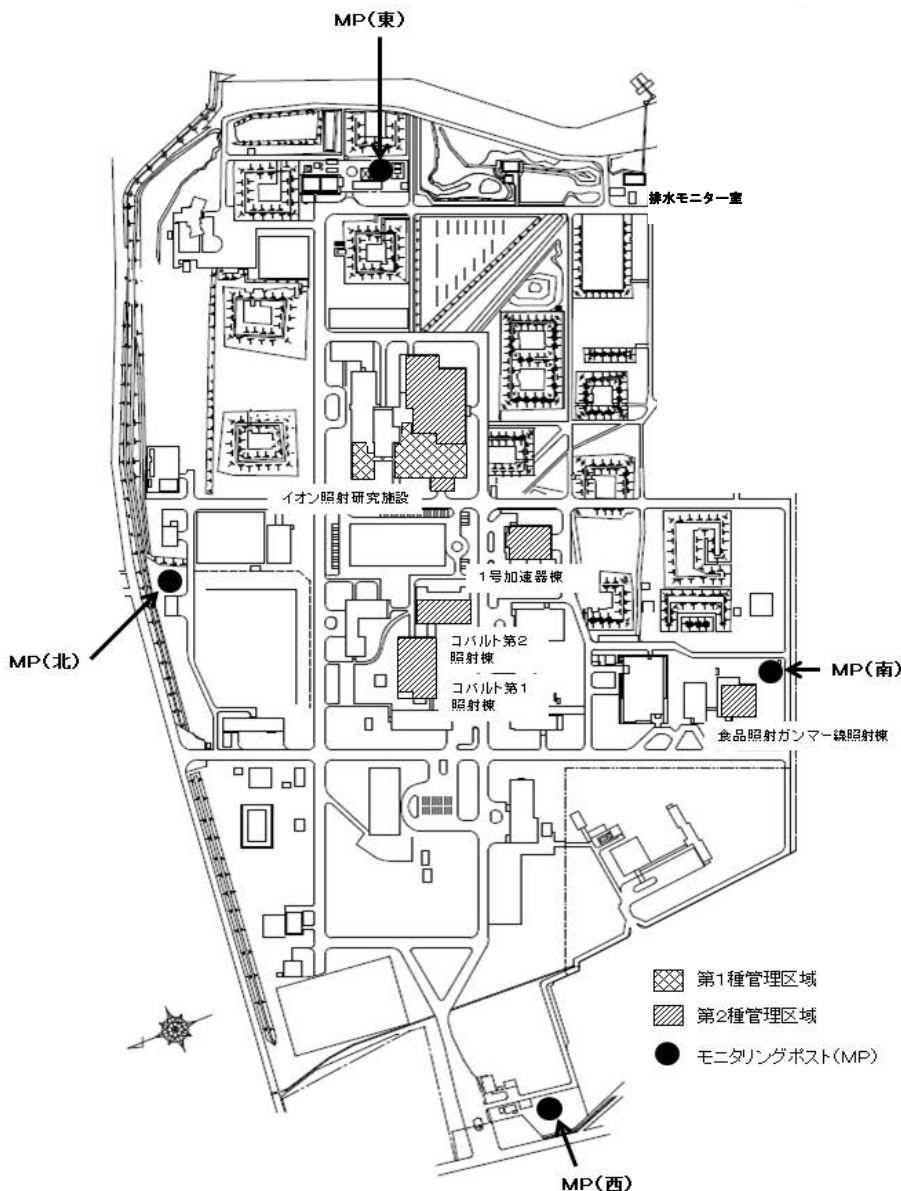 MP(東)
排水モニター室
イオン照射研究施設
1号加速器棟
コバルト第2
照射棟
MP(北)
MP(南)
コバルト第1
照射棟
食品照射ガンマー線照射棟
第1種管理区域
第2種管理区域
モニタリングポスト(MP)
MP(西)